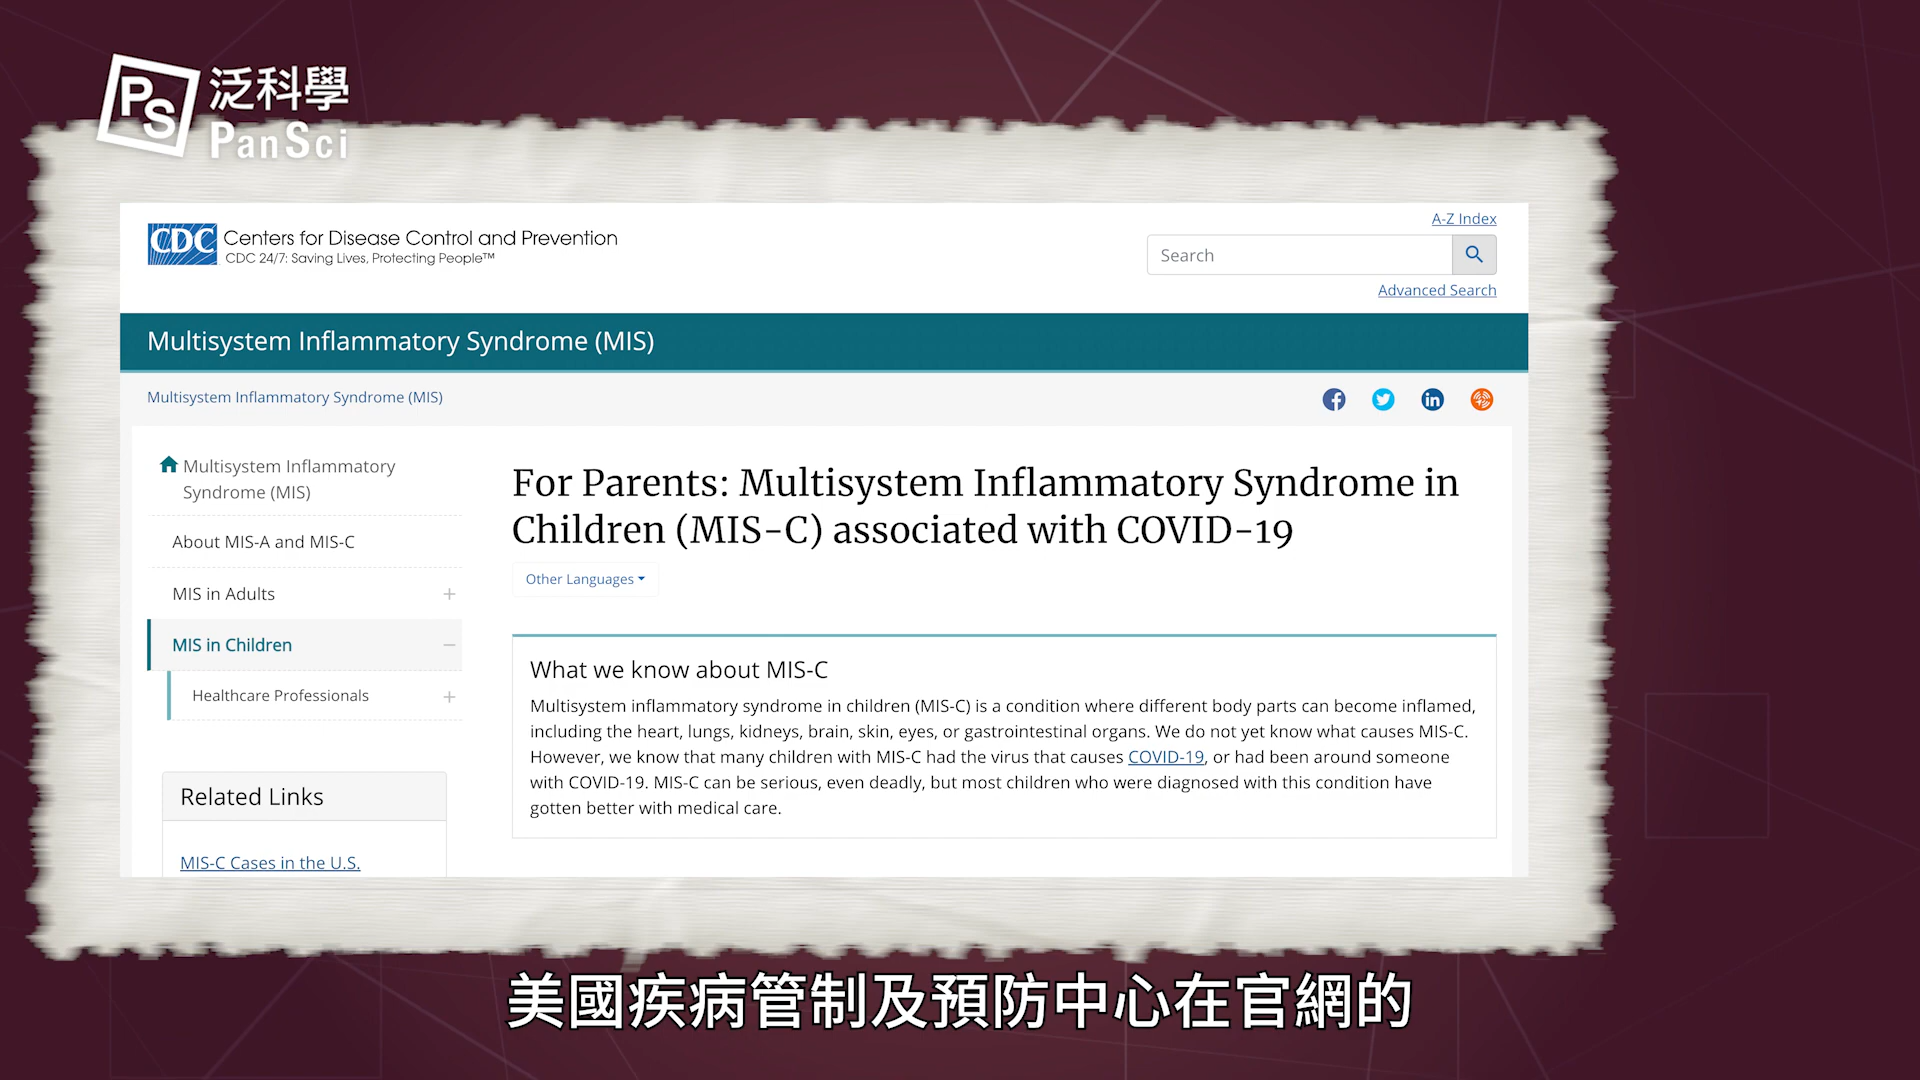 PS 泛科學
PanSci
CDC Centers for Disease Control and Prevention
CDC 24/7: Saving Lives, Protecting People™
A-Z Index
Search
Advanced Search
Multisystem Inflammatory Syndrome (MIS)
Multisystem Inflammatory Syndrome (MIS)
Multisystem Inflammatory
Syndrome (MIS)
About MIS-A and MIS-C
MIS in Adults
MIS in Children
Healthcare Professionals
Related Links
MIS-C Cases in the U.S.
For Parents: Multisystem Inflammatory Syndrome in
Children (MIS-C) associated with COVID-19
Other Languages
What we know about MIS-C
Multisystem inflammatory syndrome in children (MIS-C) is a condition where different body parts can become inflamed,
including the heart, lungs, kidneys, brain, skin, eyes, or gastrointestinal organs. We do not yet know what causes MIS-C.
However, we know that many children with MIS-C had the virus that causes COVID-19, or had been around someone
with COVID-19. MIS-C can be serious, even deadly, but most children who were diagnosed with this condition have
gotten better with medical care.
美國疾病管制及預防中心在官網的